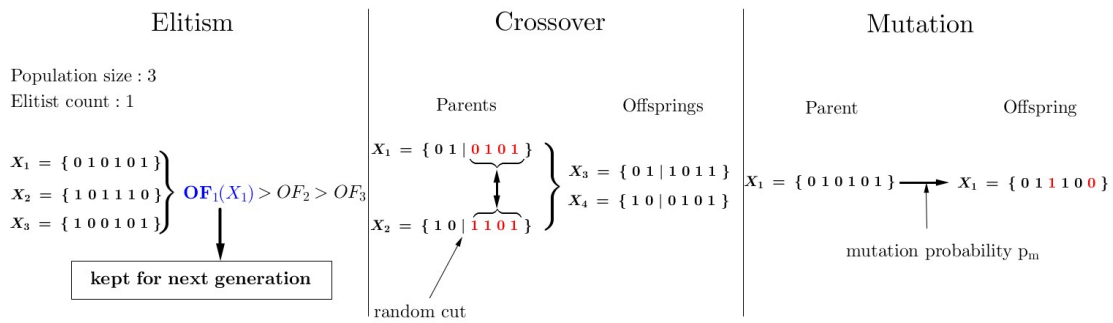 Elitism
Population size : 3
Elitist count : 1
X1 = { 0 1 0 1 0 1 }
X2 = { 1 0 1 1 1 0 }
X3 = { 1 0 0 1 0 1 }
OF1(X1) > OF2 > OF3
kept for next generation
Crossover
Parents
Offsprings
X1 = { 0 1 | 0 1 0 1 }
X2 = { 1 0 | 1 1 0 1 }
X3 = { 0 1 | 1 0 1 1 }
X4 = { 1 0 | 0 1 0 1 }
random cut
Mutation
Parent
Offspring
X1 = { 0 1 0 1 0 1 }
X1 = { 0 1 1 1 0 0 }
mutation probability pm